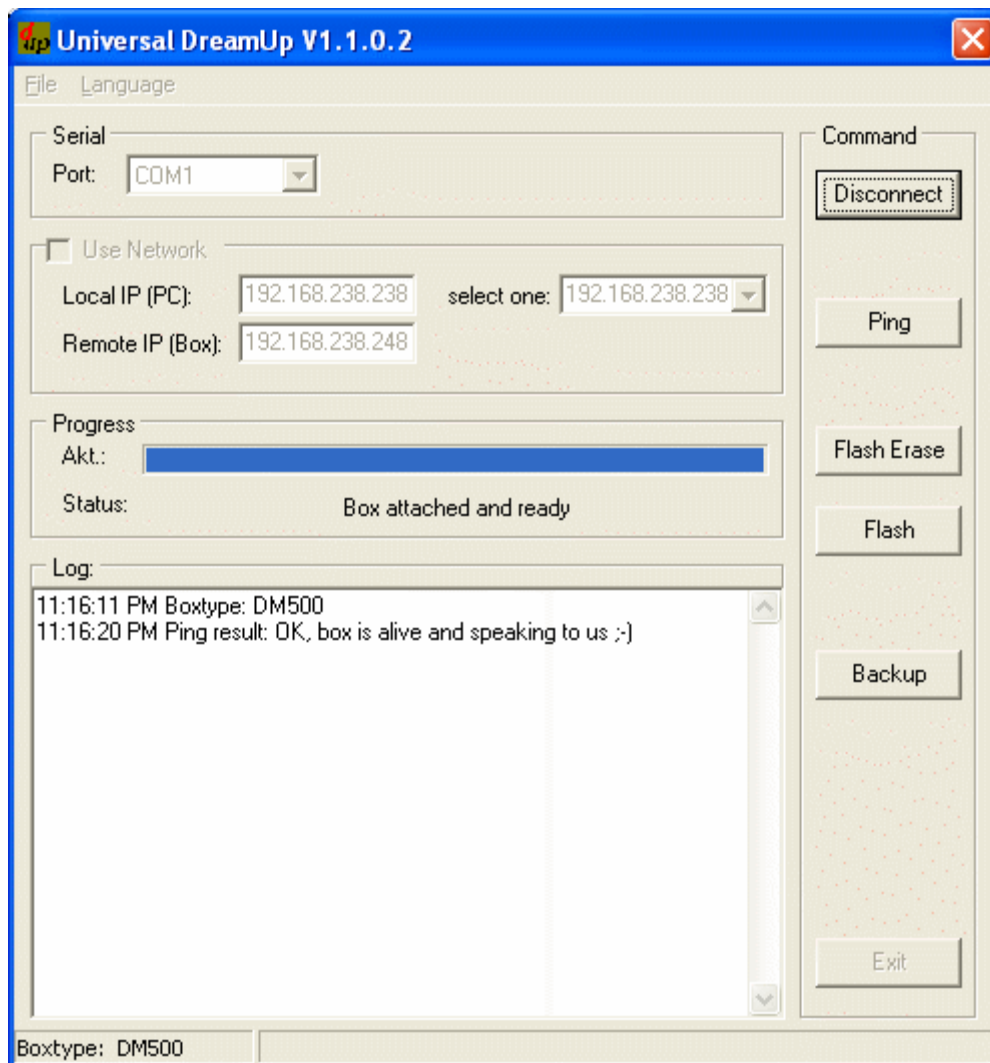 up Universal DreamUp V1.1.0.2
File Language
Serial
Port: COM1
Use Network
Local IP (PC): 192.168.238.238 select one: 192.168.238.238
Remote IP (Box): 192.168.238.248
Progress
Akt.:
Status: Box attached and ready
Log:
11:16:11 PM Boxtype: DM500
11:16:20 PM Ping result: OK, box is alive and speaking to us ;-)
Command
Disconnect
Ping
Flash Erase
Flash
Backup
Exit
Boxtype: DM500